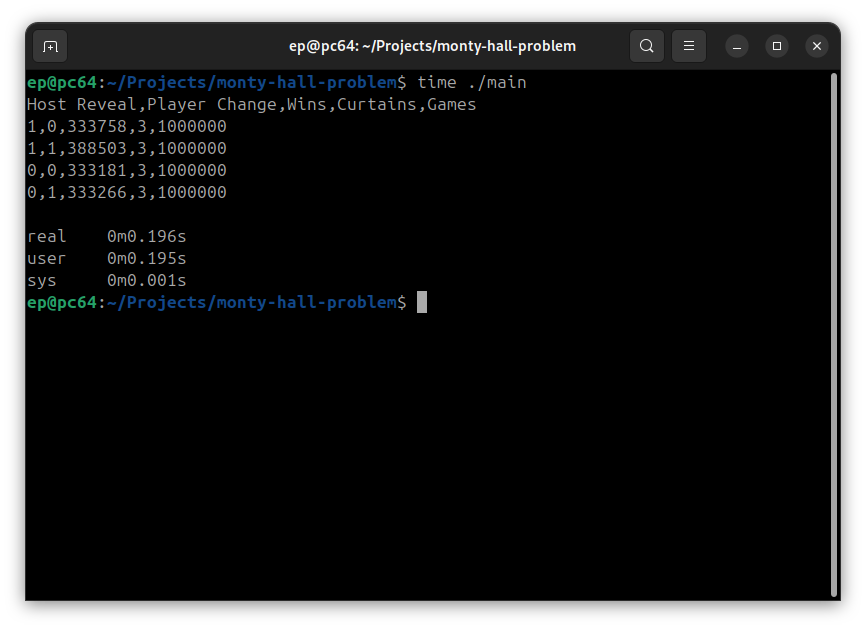 ep@pc64: ~/Projects/monty-hall-problem
ep@pc64:~/Projects/monty-hall-problem$ time ./main
Host Reveal,Player Change,Wins,Curtains,Games
1,0,333758,3,1000000
1,1,388503,3,1000000
0,0,333181,3,1000000
0,1,333266,3,1000000
real 0m0.196s
user 0m0.195s
sys 0m0.001s
ep@pc64:~/Projects/monty-hall-problem$